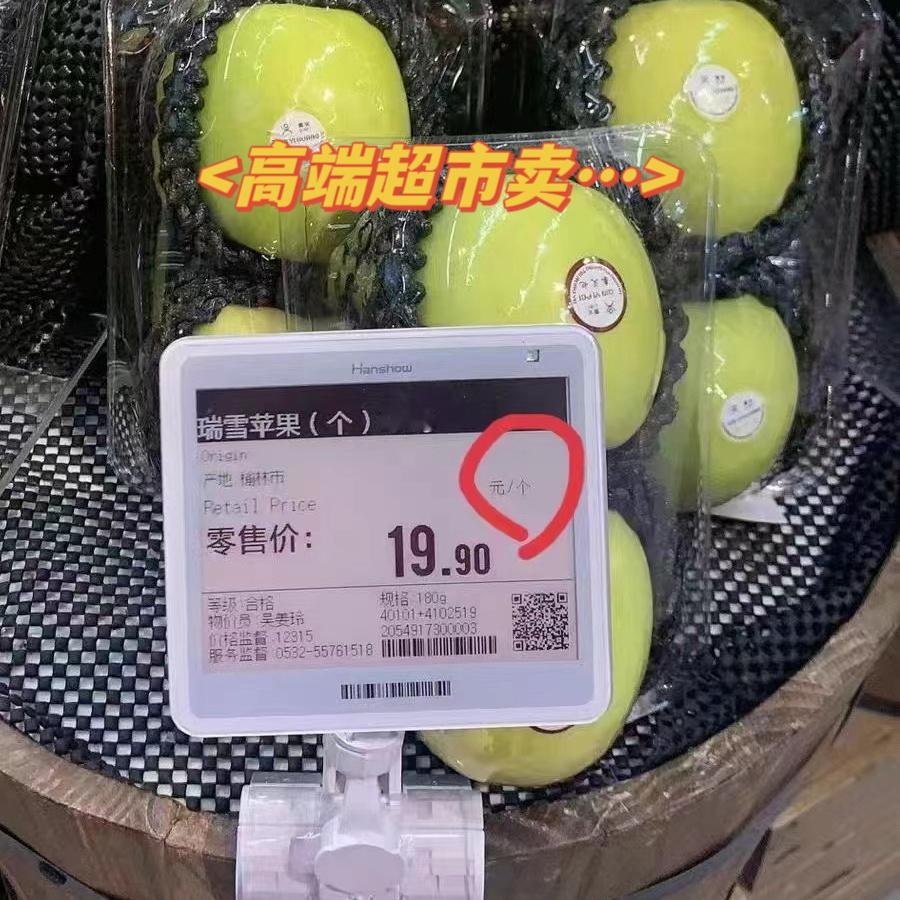 <高端超市卖…>
Hanshow
瑞雪苹果(个)
Origin
产地 榆林市
元/个
Retail Price
零售价: 19.90
等级:合格 规格:180g
物价员:吴姜玲 40101+4102519
价格监督:12315 2054917300003
服务监督:0532-55761518